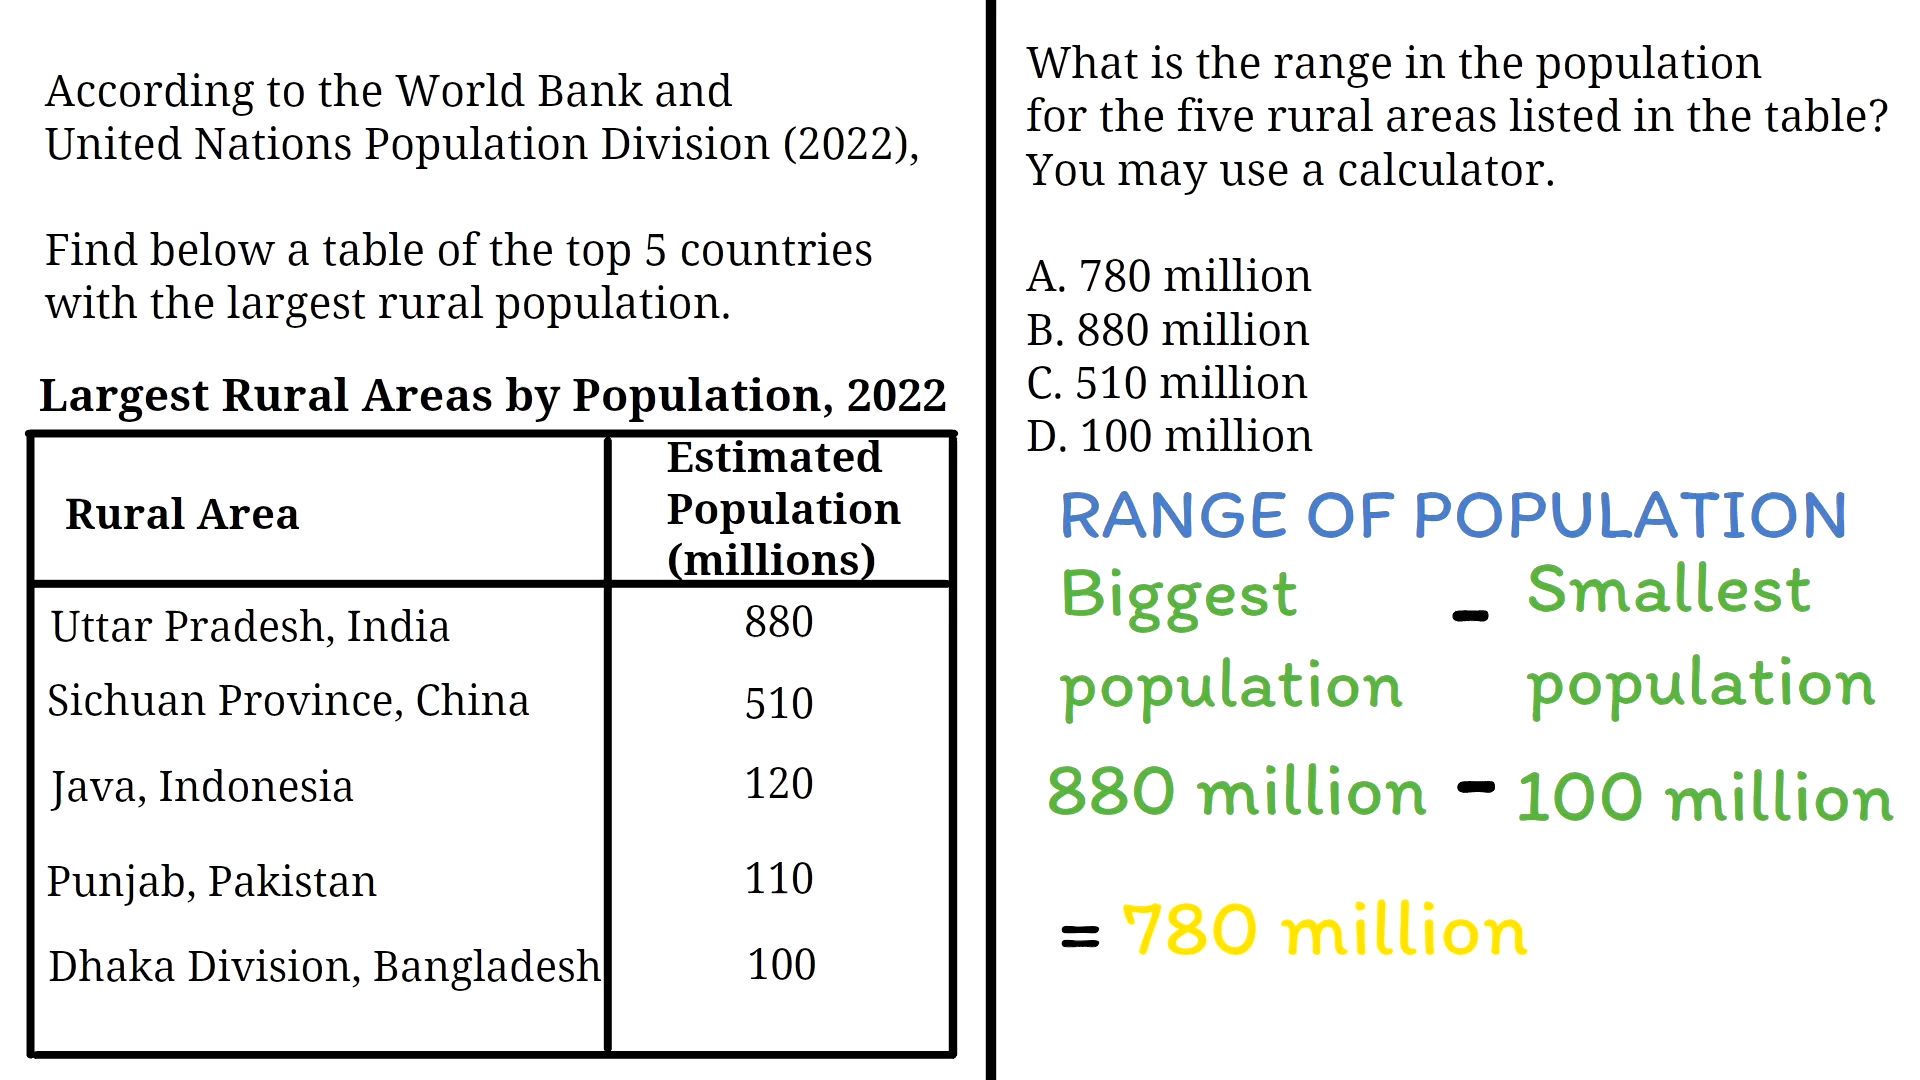 According to the World Bank and
United Nations Population Division (2022),
Find below a table of the top 5 countries
with the largest rural population.
Largest Rural Areas by Population, 2022
Rural Area
Estimated
Population
(millions)
Uttar Pradesh, India 880
Sichuan Province, China 510
Java, Indonesia 120
Punjab, Pakistan 110
Dhaka Division, Bangladesh 100
What is the range in the population
for the five rural areas listed in the table?
You may use a calculator.
A. 780 million
B. 880 million
C. 510 million
D. 100 million
RANGE OF POPULATION
Biggest - Smallest
population population
880 million - 100 million
= 780 million